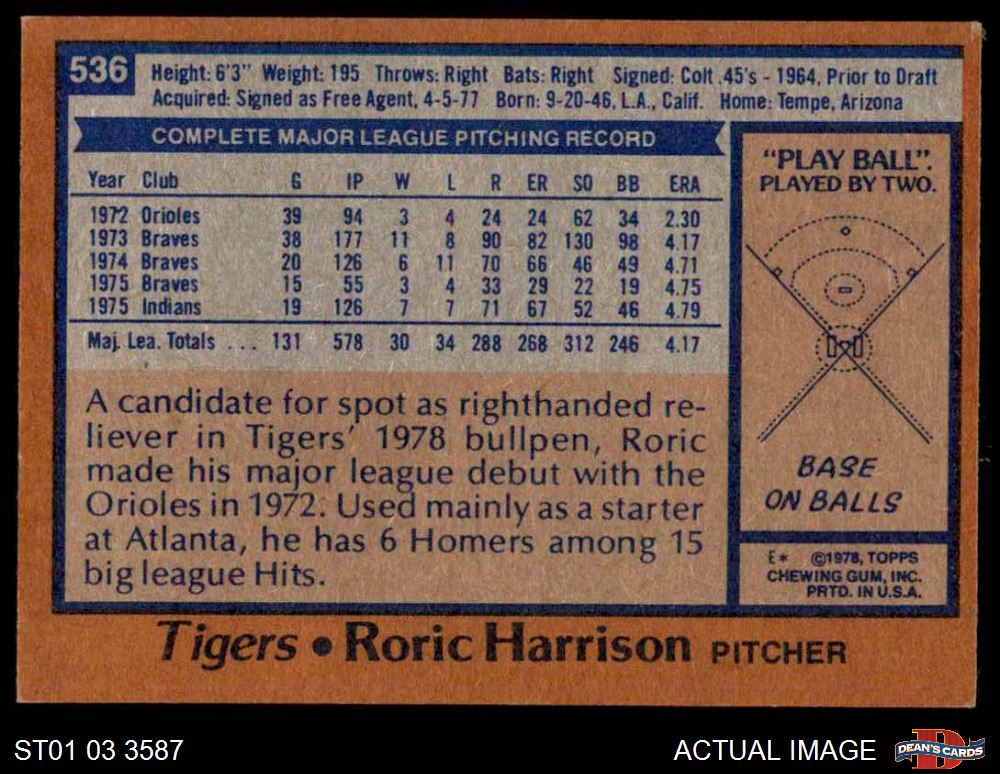 536
Height: 6'3" Weight: 195 Throws: Right Bats: Right Signed: Colt .45's - 1964, Prior to Draft
Acquired: Signed as Free Agent, 4-5-77 Born: 9-20-46, L.A., Calif. Home: Tempe, Arizona
COMPLETE MAJOR LEAGUE PITCHING RECORD
Year Club G IP W L R ER SO BB ERA
1972 Orioles 39 94 3 4 24 24 62 34 2.30
1973 Braves 38 177 11 8 90 82 130 98 4.17
1974 Braves 20 126 6 11 70 66 46 49 4.71
1975 Braves 15 55 3 4 33 29 22 19 4.75
1975 Indians 19 126 7 7 71 67 52 46 4.79
Maj. Lea. Totals ... 131 578 30 34 288 268 312 246 4.17
A candidate for spot as righthanded re-
liever in Tigers' 1978 bullpen, Roric
made his major league debut with the
Orioles in 1972. Used mainly as a starter
at Atlanta, he has 6 Homers among 15
big league Hits.
"PLAY BALL".
PLAYED BY TWO.
BASE
ON BALLS
E* ©1978, TOPPS
CHEWING GUM, INC.
PRTD. IN U.S.A.
Tigers • Roric Harrison PITCHER
ST01 03 3587
ACTUAL IMAGE
D
DEAN'S CARDS